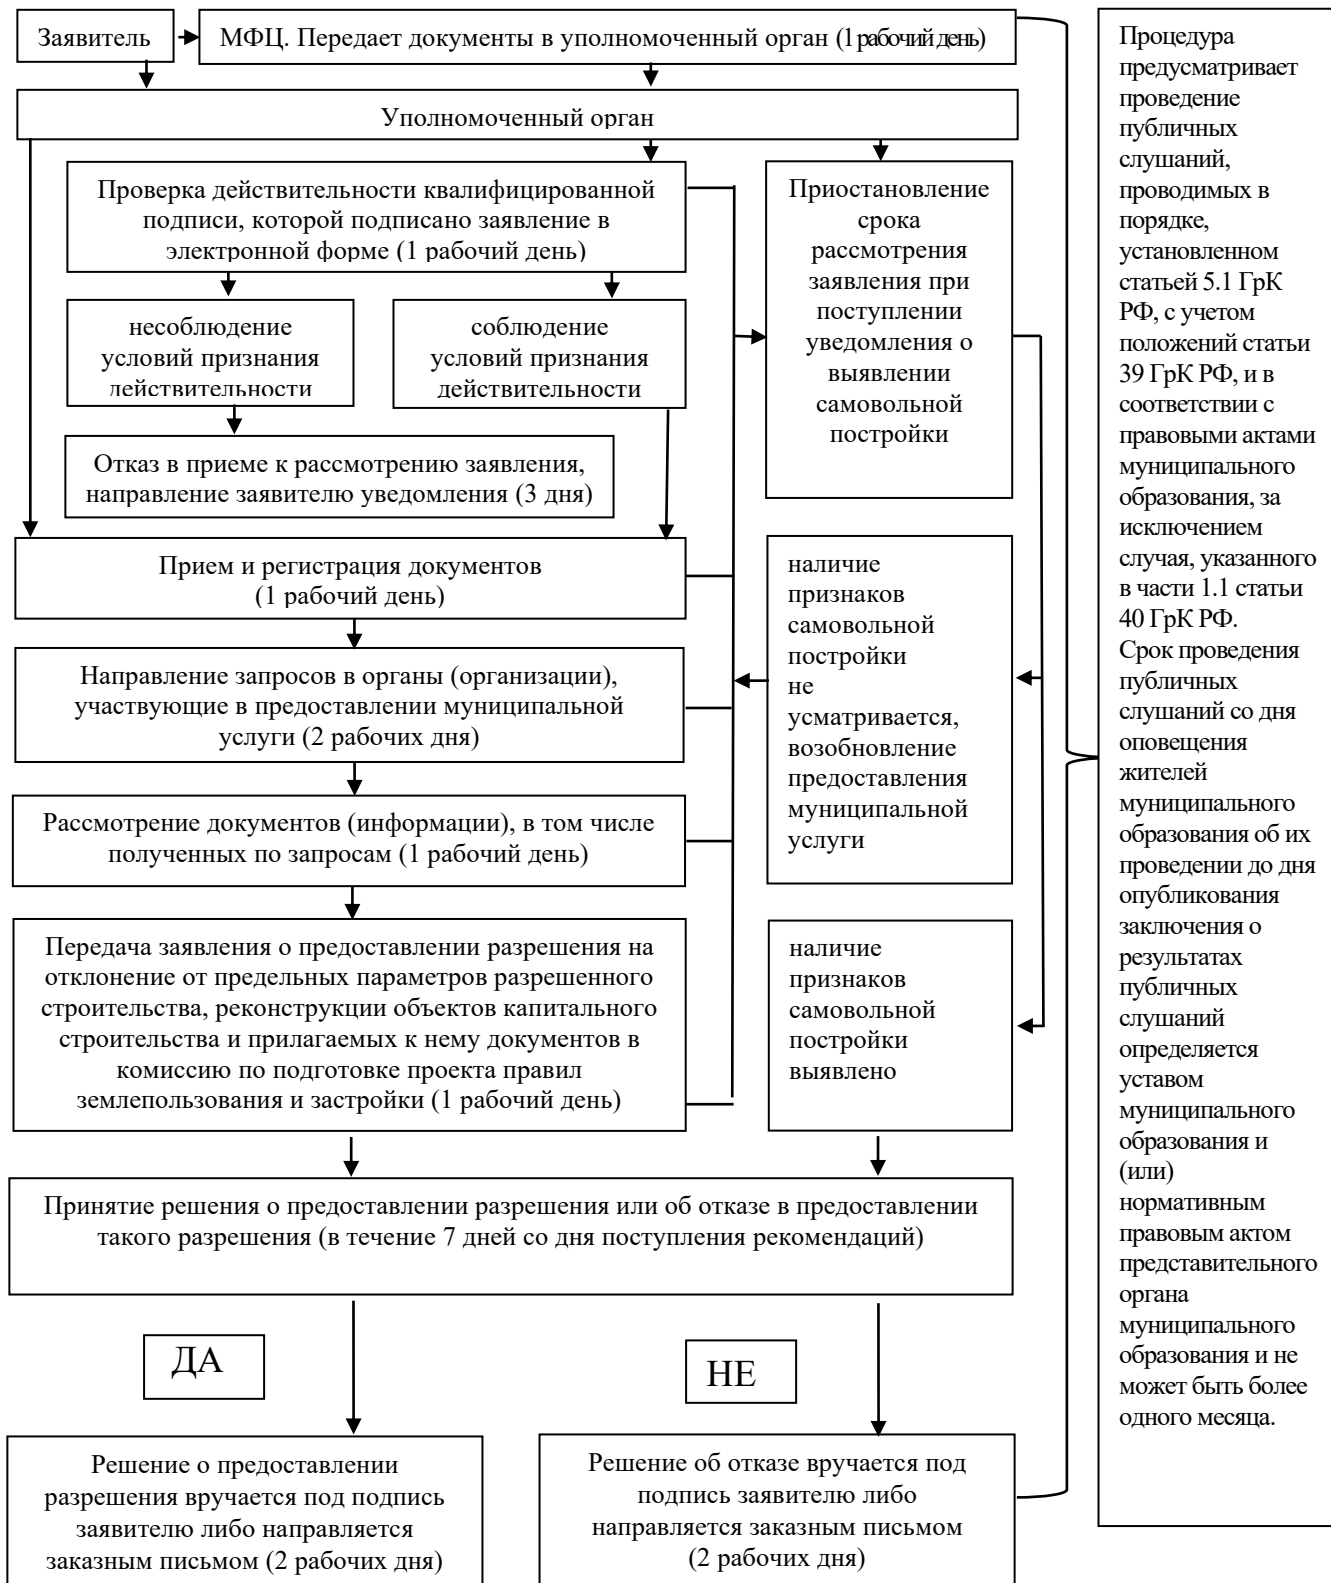 Заявитель
МФЦ. Передает документы в уполномоченный орган (1рабочий день)
Уполномоченный орган
Проверка действительности квалифицированной
подписи, которой подписано заявление в
электронной форме (1 рабочий день)
несоблюдение
условий признания
действительности
соблюдение
условий признания
действительности
Отказ в приеме к рассмотрению заявления,
направление заявителю уведомления (3 дня)
Приостановление
срока
рассмотрения
заявления при
поступлении
уведомления о
выявлении
самовольной
постройки
Прием и регистрация документов
(1 рабочий день)
Направление запросов в органы (организации),
участвующие в предоставлении муниципальной
услуги (2 рабочих дня)
Рассмотрение документов (информации), в том числе
полученных по запросам (1 рабочий день)
Передача заявления о предоставлении разрешения на
отклонение от предельных параметров разрешенного
строительства, реконструкции объектов капитального
строительства и прилагаемых к нему документов в
комиссию по подготовке проекта правил
землепользования и застройки (1 рабочий день)
наличие
признаков
самовольной
постройки
не
усматривается,
возобновление
предоставления
муниципальной
услуги
наличие
признаков
самовольной
постройки
выявлено
Принятие решения о предоставлении разрешения или об отказе в предоставлении
такого разрешения (в течение 7 дней со дня поступления рекомендаций)
ДА
НЕ
Решение о предоставлении
разрешения вручается под подпись
заявителю либо направляется
заказным письмом (2 рабочих дня)
Решение об отказе вручается под
подпись заявителю либо
направляется заказным письмом
(2 рабочих дня)
Процедура
предусматривает
проведение
публичных
слушаний,
проводимых в
порядке,
установленном
статьей 5.1 ГрК
РФ, с учетом
положений статьи
39 ГрК РФ, и в
соответствии с
правовыми актами
муниципального
образования, за
исключением
случая, указанного
в части 1.1 статьи
40 ГрК РФ.
Срок проведения
публичных
слушаний со дня
оповещения
жителей
муниципального
образования об их
проведении до дня
опубликования
заключения о
результатах
публичных
слушаний
определяется
уставом
муниципального
образования и
(или)
нормативным
правовым актом
представительного
органа
муниципального
образования и не
может быть более
одного месяца.